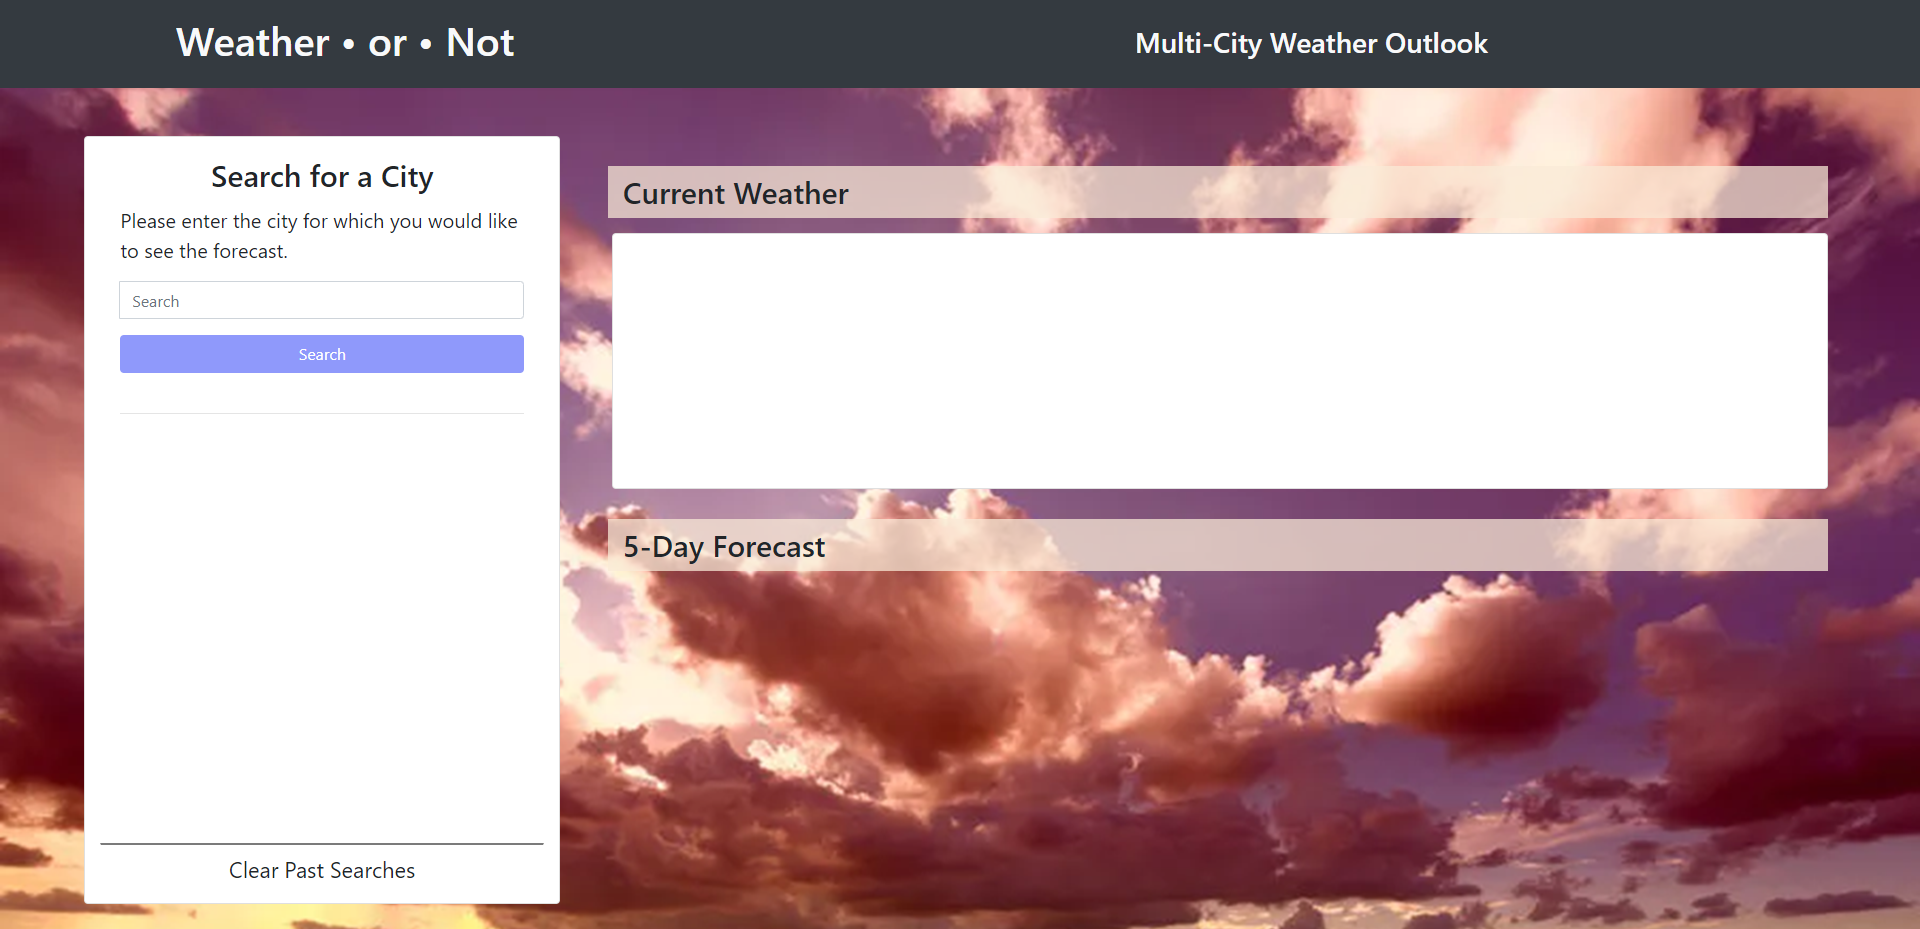 Weather • or • Not
Multi-City Weather Outlook
Search for a City
Please enter the city for which you would like
to see the forecast.
Search
Search
Clear Past Searches
Current Weather
5-Day Forecast